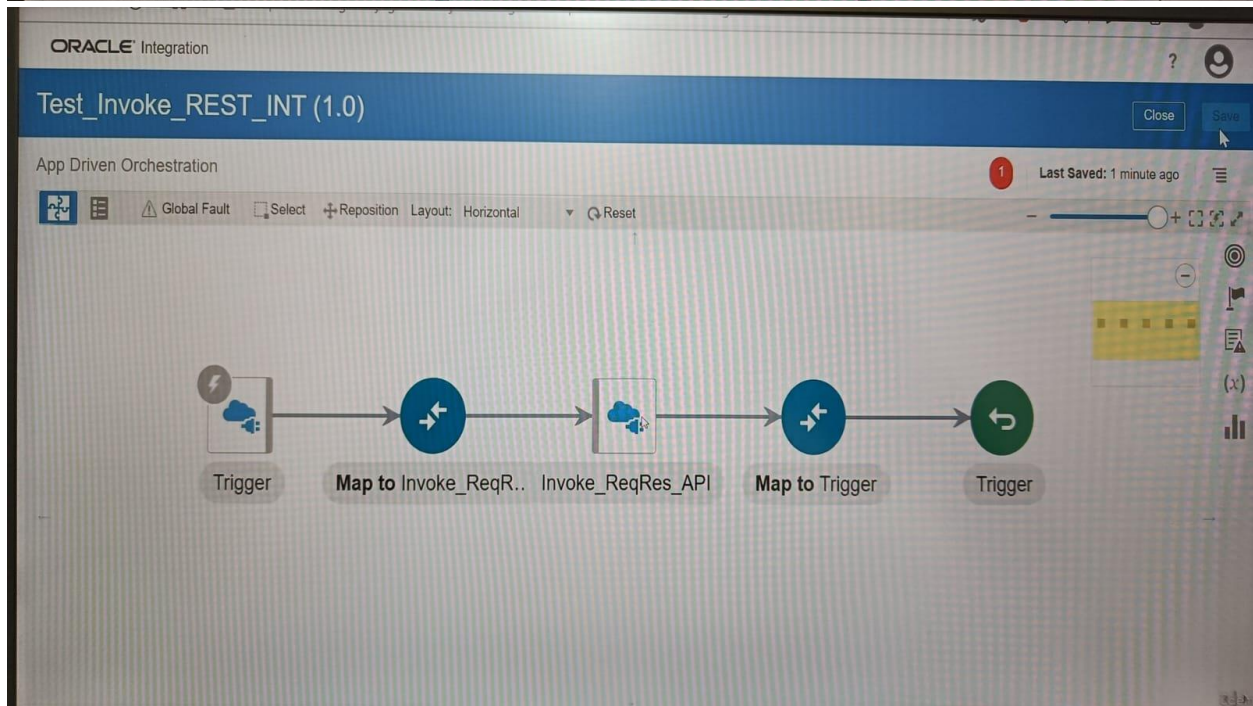 ORACLE Integration
?
Test_Invoke_REST_INT (1.0)
Close
Save
App Driven Orchestration
1
Last Saved: 1 minute ago
Global Fault
Select
Reposition
Layout: Horizontal
Reset
(x)
Trigger
Map to Invoke_ReqR..
Invoke_ReqRes_API
Map to Trigger
Trigger